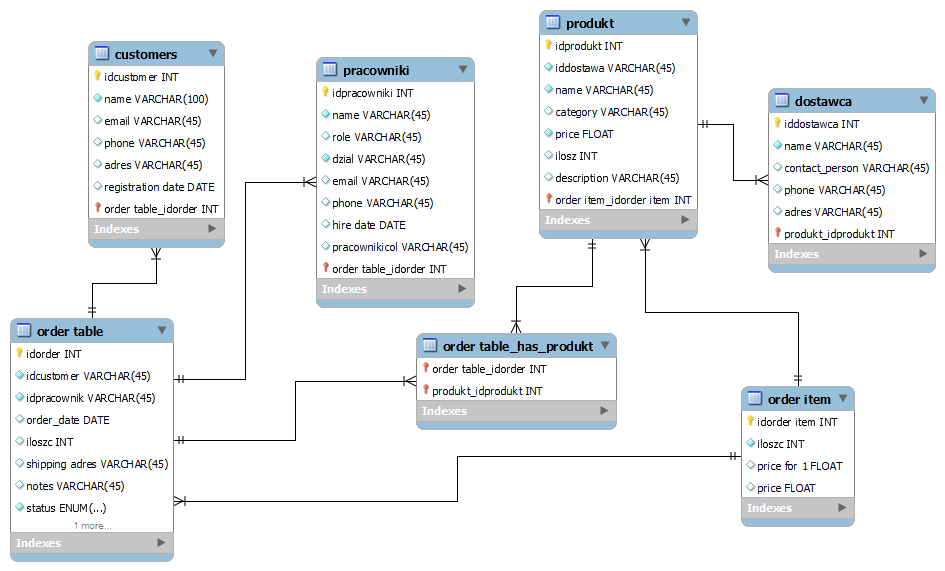 customers
idcustomer INT
name VARCHAR(100)
email VARCHAR(45)
phone VARCHAR(45)
adres VARCHAR(45)
registration date DATE
order table_idorder INT
Indexes
pracowniki
idpracowniki INT
name VARCHAR(45)
role VARCHAR(45)
dzial VARCHAR(45)
email VARCHAR(45)
phone VARCHAR(45)
hire date DATE
pracownikicol VARCHAR(45)
order table_idorder INT
Indexes
produkt
idprodukt INT
iddostawa VARCHAR(45)
name VARCHAR(45)
category VARCHAR(45)
price FLOAT
ilosz INT
description VARCHAR(45)
order item_idorder item INT
Indexes
dostawca
iddostawca INT
name VARCHAR(45)
contact_person VARCHAR(45)
phone VARCHAR(45)
adres VARCHAR(45)
produkt_idprodukt INT
Indexes
order table
idorder INT
idcustomer VARCHAR(45)
idpracownik VARCHAR(45)
order_date DATE
iloszc INT
shipping adres VARCHAR(45)
notes VARCHAR(45)
status ENUM(...)
1 more...
Indexes
order table_has_produkt
order table_idorder INT
produkt_idprodukt INT
Indexes
order item
idorder item INT
iloszc INT
price for 1 FLOAT
price FLOAT
Indexes